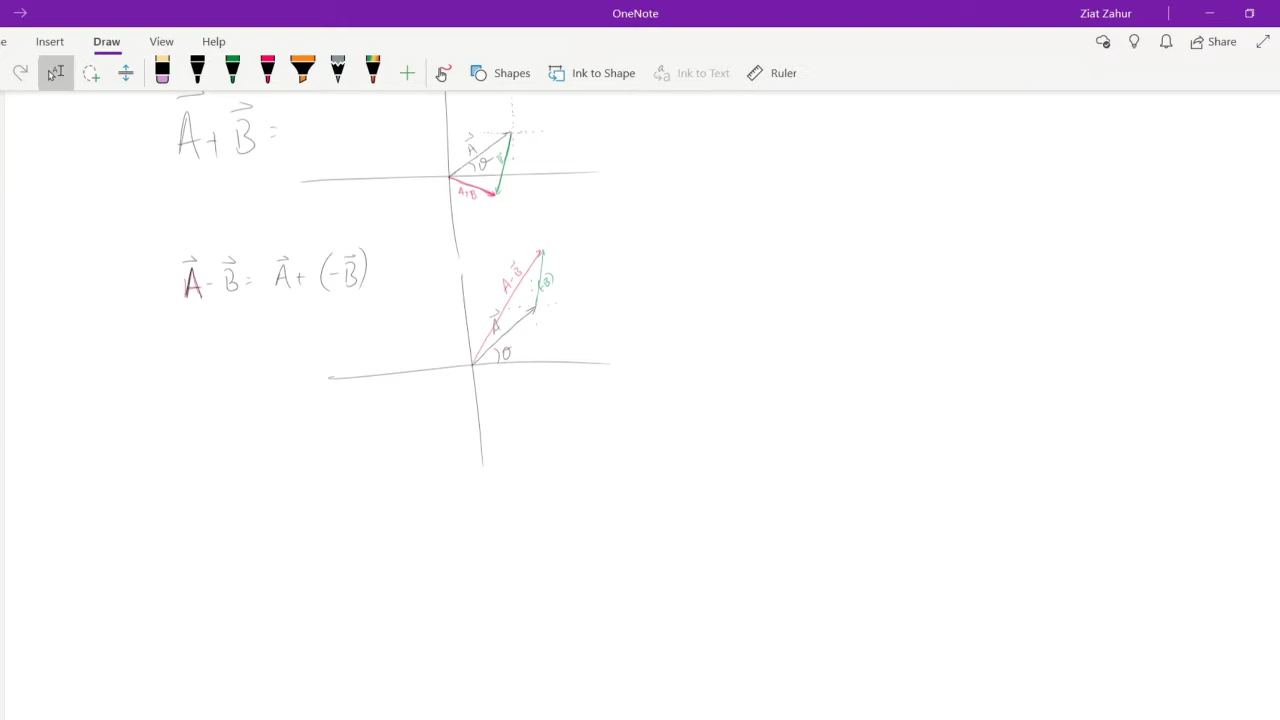 OneNote
Ziat Zahur
Insert Draw View Help
Share
Shapes
Ink to Shape
Ink to Text
Ruler
A⃗ + B⃗ =
A⃗
θ
A+B
A⃗ - B⃗ = A⃗ + (-B⃗)
A-B⃗
(-B)
A⃗
θ